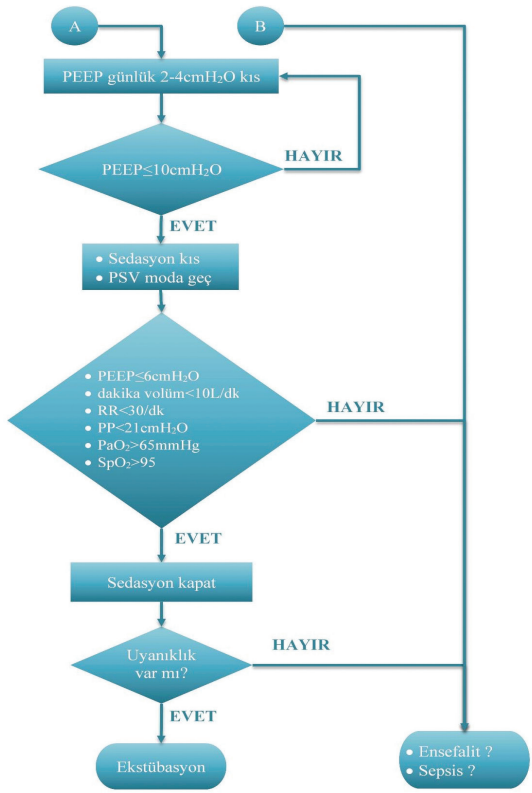 A
B
PEEP günlük 2-4cmH₂O kıs
HAYIR
PEEP≤10cmH₂O
EVET
• Sedasyon kıs
• PSV moda geç
• PEEP≤6cmH₂O
• dakika volüm<10L/dk
• RR<30/dk
• PP<21cmH₂O
• PaO₂>65mmHg
• SpO₂>95
HAYIR
EVET
Sedasyon kapat
Uyanıklık
var mı?
HAYIR
EVET
Ekstübasyon
• Ensefalit ?
• Sepsis ?